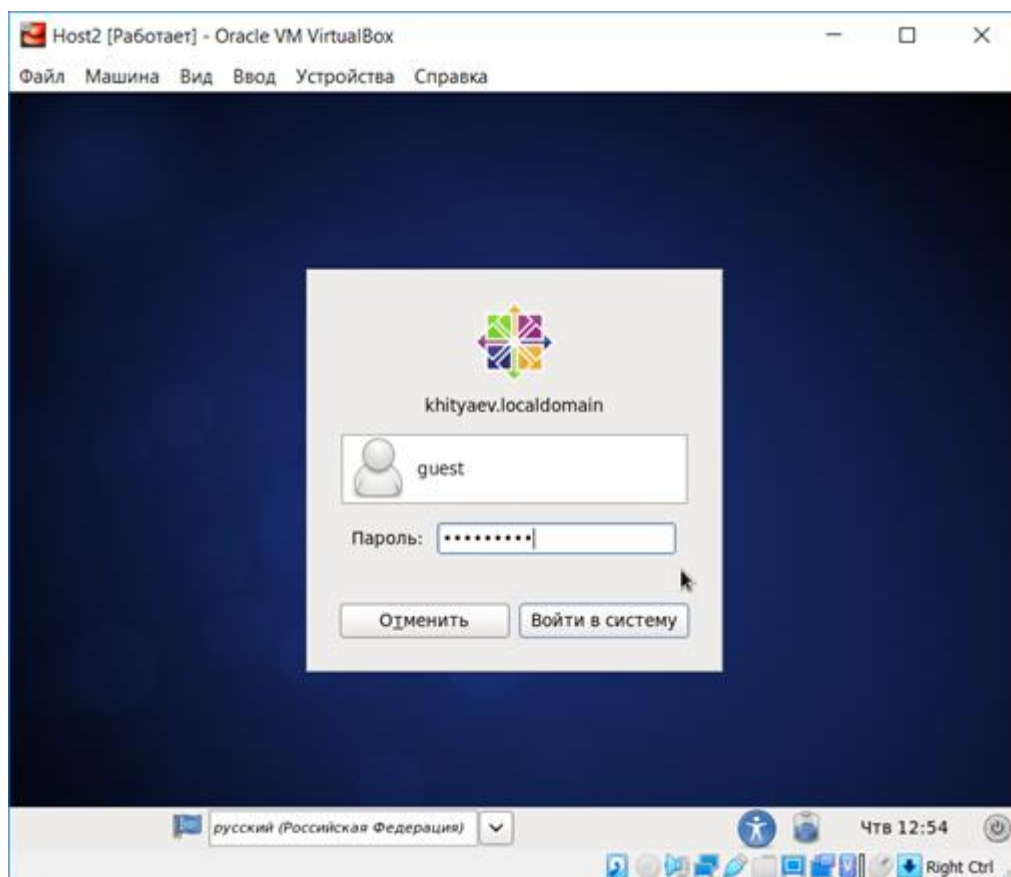 Host2 [Работает] - Oracle VM VirtualBox
Файл Машина Вид Ввод Устройства Справка
khityaev.localdomain
guest
Пароль: •••••••••
Отменить Войти в систему
русский (Российская Федерация) Чтв 12:54
Right Ctrl